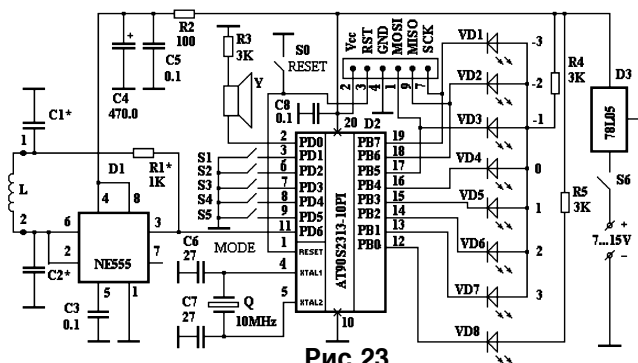 R2
100
C4
470.0
C5
0.1
C1*
1
L
2
C2*
D1
R1*
1K
4
8
6
3
2
7
NE555
5
1
C3
0.1
R3
3K
Y
S0
RESET
C8
0.1
Vcc
RST
GND
MOSI
MISO
SCK
2
3
4
1
9
7
20
D2
2
PD0
3
PD1
6
PD2
7
PD3
8
PD4
9
PD5
11
PD6
1
RESET
4
XTAL1
5
XTAL2
S1
S2
S3
S4
S5
MODE
C6
27
C7
27
Q
10MHz
AT90S2313-10PI
10
PB7
19
PB6
18
PB5
17
PB4
16
PB3
15
PB2
14
PB1
13
PB0
12
VD1
-3
VD2
-2
VD3
-1
VD4
0
VD5
1
VD6
2
VD7
3
VD8
R4
3K
R5
3K
D3
78L05
S6
+
7...15V
−
Рис.23